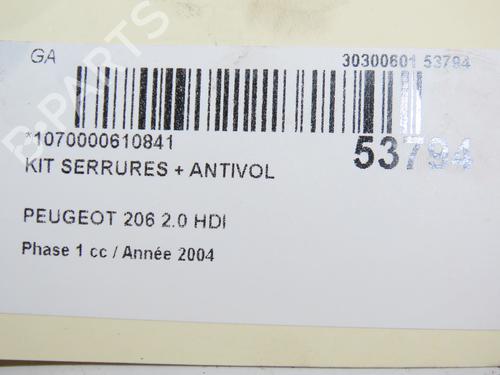 GA 30300601 53794
*1070000610841 53794
KIT SERRURES + ANTIVOL
PEUGEOT 206 2.0 HDI
Phase 1 cc / Année 2004